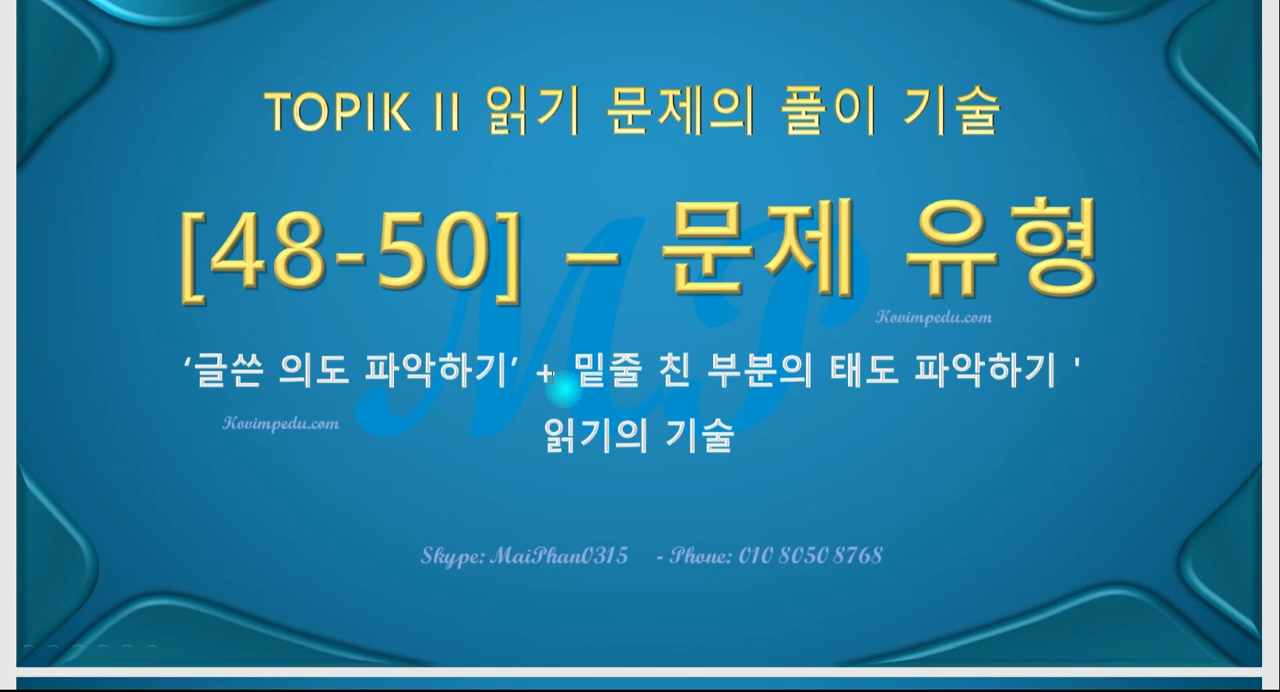 TOPIK II 읽기 문제의 풀이 기술
[48-50] – 문제 유형
Kovimpedu.com
‘글쓴 의도 파악하기’ + 밑줄 친 부분의 태도 파악하기 '
Kovimpedu.com
읽기의 기술
Skype: MaiPhan0315 - Phone: 010 8050 8768